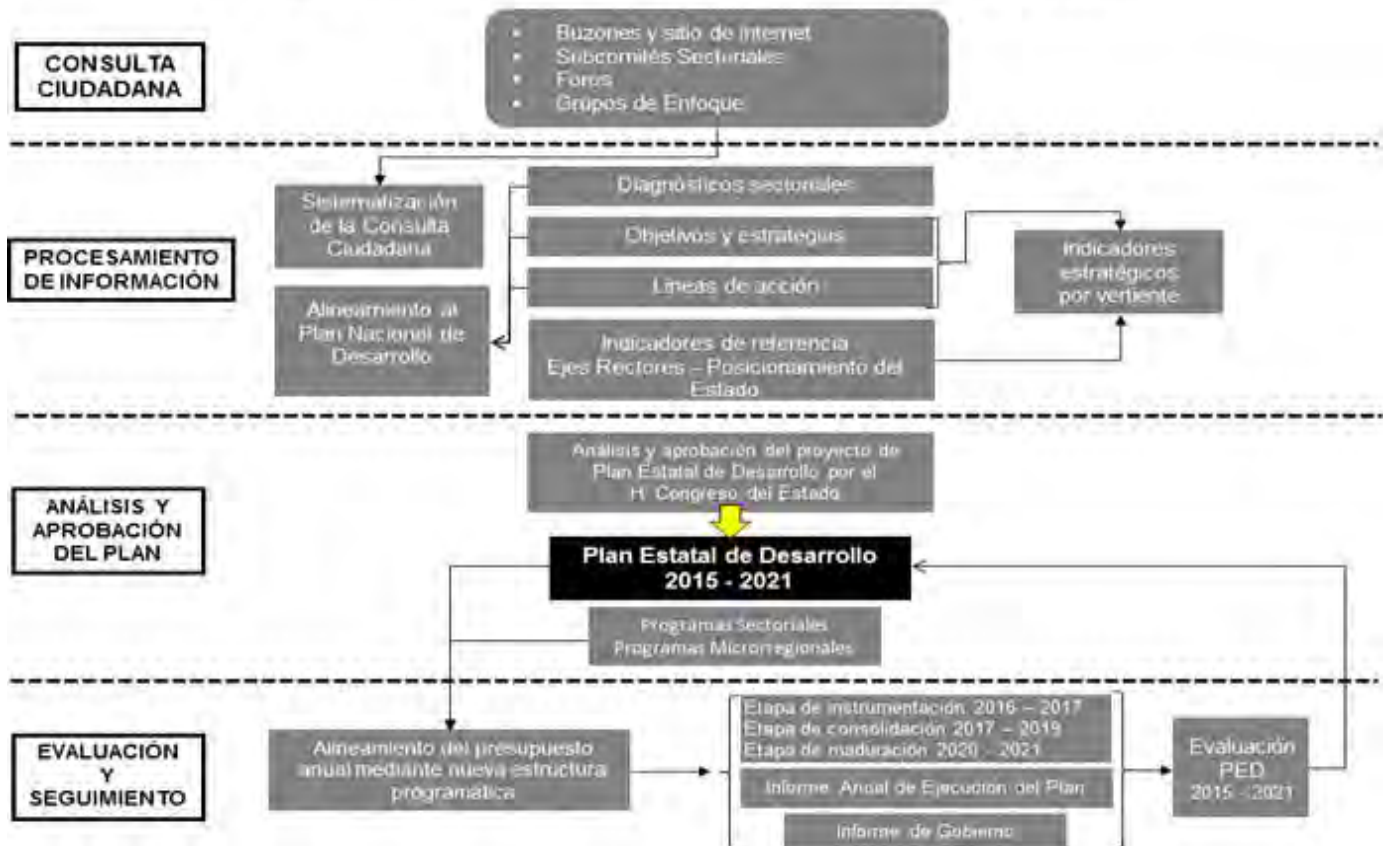 CONSULTA
CIUDADANA
• Buzones y sitio de Internet
• Subcomités Sectoriales
• Foros
• Grupos de Enfoque
PROCESAMIENTO
DE INFORMACIÓN
Sistematización
de la Consulta
Ciudadana
Alineamiento al
Plan Nacional de
Desarrollo
Diagnósticos sectoriales
Objetivos y estrategias
Líneas de acción
Indicadores de referencia
Ejes Rectores – Posicionamiento del
Estado
Indicadores
estratégicos
por vertiente
ANÁLISIS Y
APROBACIÓN
DEL PLAN
Análisis y aprobación del proyecto de
Plan Estatal de Desarrollo por el
H. Congreso del Estado
Plan Estatal de Desarrollo
2015 - 2021
Programas Sectoriales
Programas Microrregionales
EVALUACIÓN
Y
SEGUIMIENTO
Alineamiento del presupuesto
anual mediante nueva estructura
programática
Etapa de instrumentación 2016 – 2017
Etapa de consolidación 2017 – 2019
Etapa de maduración 2020 - 2021
Informe Anual de Ejecución del Plan
Informe de Gobierno
Evaluación
PED
2015 - 2021